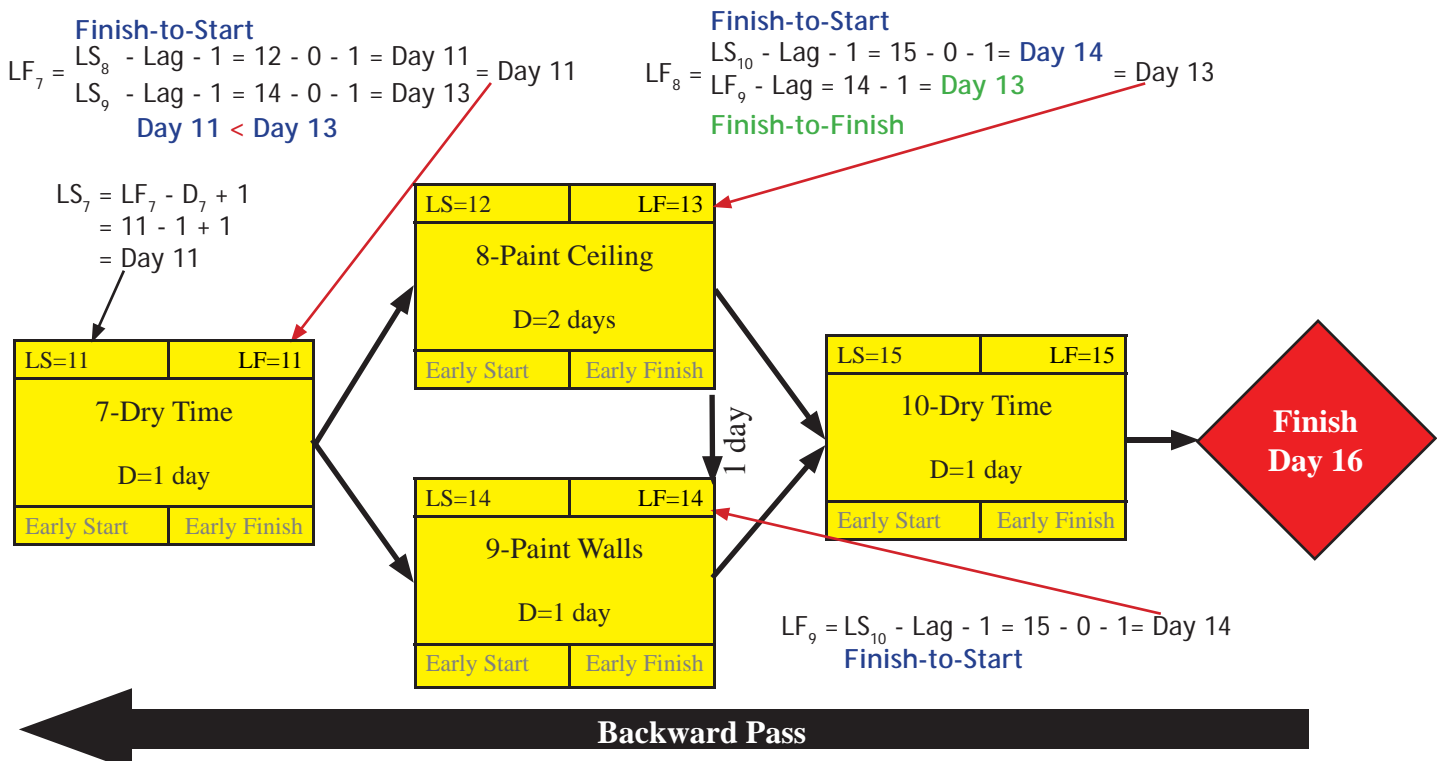 Finish-to-Start
LF₇ = LS₈ - Lag - 1 = 12 - 0 - 1 = Day 11
LS₉ - Lag - 1 = 14 - 0 - 1 = Day 13
= Day 11
Day 11 < Day 13
Finish-to-Start
LF₈ = LS₁₀ - Lag - 1 = 15 - 0 - 1= Day 14
LF₉ - Lag = 14 - 1 = Day 13
= Day 13
Finish-to-Finish
LS₇ = LF₇ - D₇ + 1
= 11 - 1 + 1
= Day 11
LS=12 LF=13
8-Paint Ceiling
D=2 days
Early Start Early Finish
LS=11 LF=11
7-Dry Time
D=1 day
Early Start Early Finish
1 day
LS=14 LF=14
9-Paint Walls
D=1 day
Early Start Early Finish
LS=15 LF=15
10-Dry Time
D=1 day
Early Start Early Finish
Finish
Day 16
LF₉ = LS₁₀ - Lag - 1 = 15 - 0 - 1= Day 14
Finish-to-Start
Backward Pass